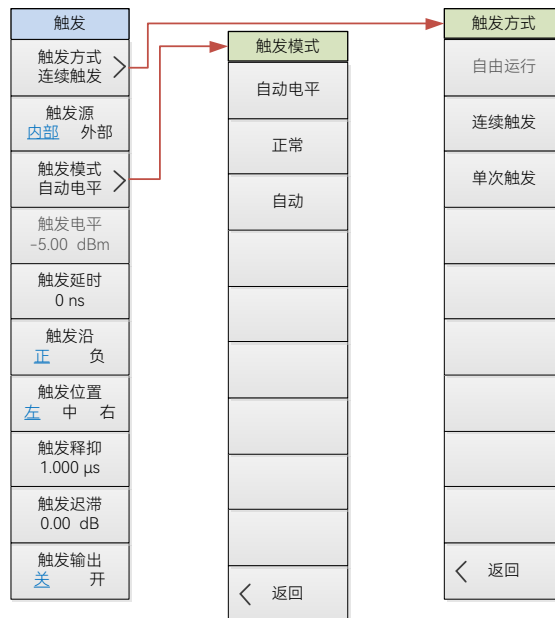 触发
触发方式
连续触发
触发源
内部 外部
触发模式
自动电平
触发电平
-5.00 dBm
触发延时
0 ns
触发沿
正 负
触发位置
左 中 右
触发释抑
1.000 μs
触发迟滞
0.00 dB
触发输出
关 开
触发模式
自动电平
正常
自动
返回
触发方式
自由运行
连续触发
单次触发
返回